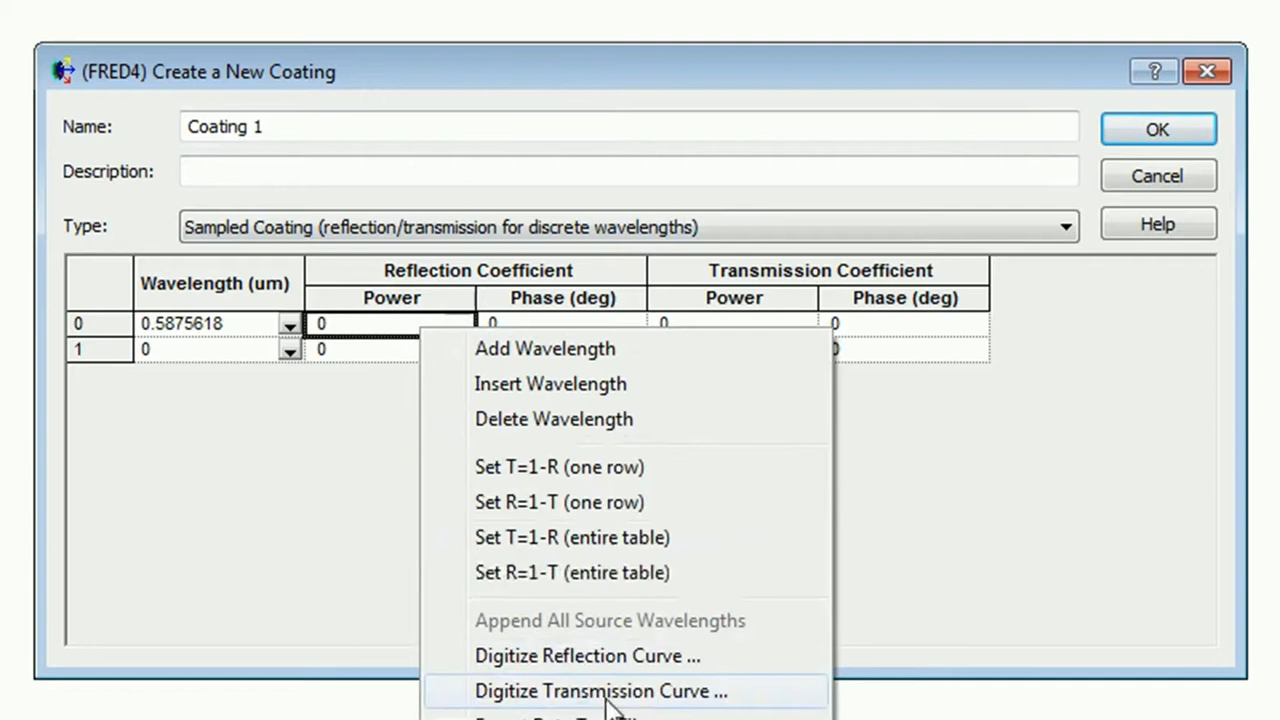 (FRED4) Create a New Coating
?
Name: Coating 1 OK
Description: Cancel
Type: Sampled Coating (reflection/transmission for discrete wavelengths) Help
Wavelength (um) Reflection Coefficient Transmission Coefficient
Power Phase (deg) Power Phase (deg)
0 0.5875618 0 0 0 0
1 0 0 0
Add Wavelength
Insert Wavelength
Delete Wavelength
Set T=1-R (one row)
Set R=1-T (one row)
Set T=1-R (entire table)
Set R=1-T (entire table)
Append All Source Wavelengths
Digitize Reflection Curve ...
Digitize Transmission Curve ...